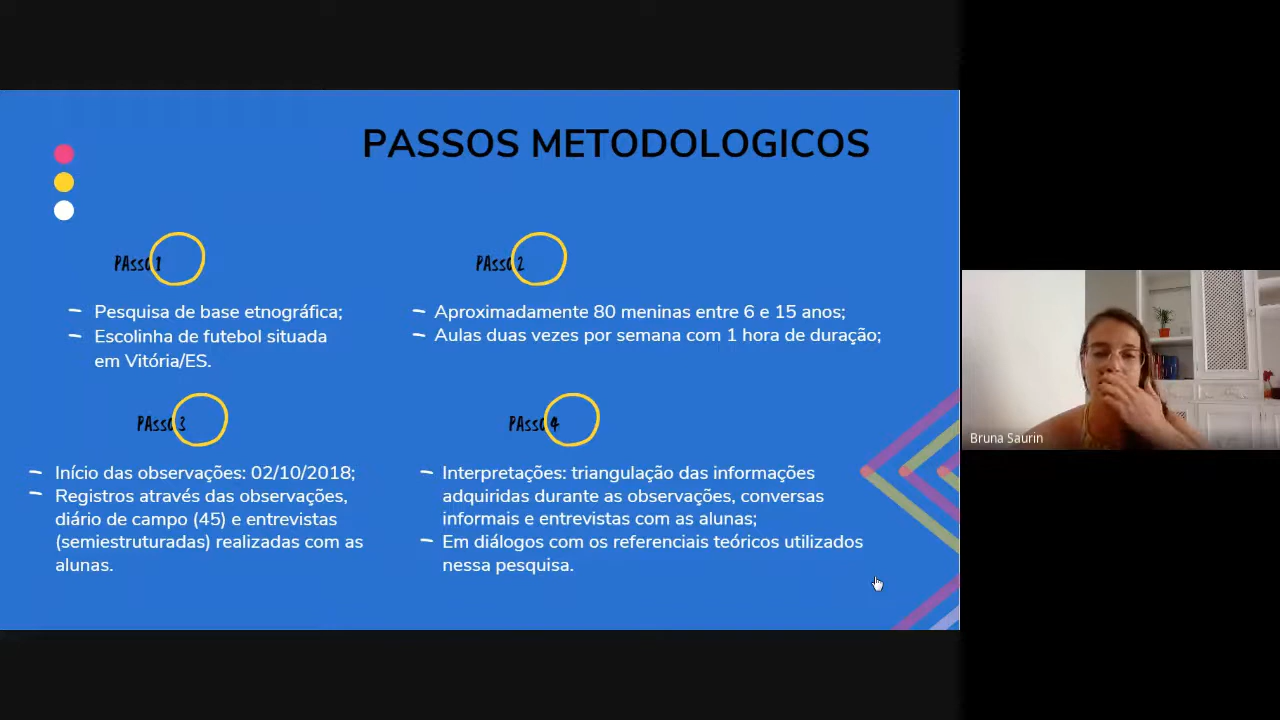 PASSOS METODOLOGICOS
PAsso 1
Pesquisa de base etnográfica;
Escolinha de futebol situada
em Vitória/ES.
PAsso 2
Aproximadamente 80 meninas entre 6 e 15 anos;
Aulas duas vezes por semana com 1 hora de duração;
PAsso 3
Início das observações: 02/10/2018;
Registros através das observações,
diário de campo (45) e entrevistas
(semiestruturadas) realizadas com as
alunas.
PAsso 4
Interpretações: triangulação das informações
adquiridas durante as observações, conversas
informais e entrevistas com as alunas;
Em diálogos com os referenciais teóricos utilizados
nessa pesquisa.
Bruna Saurin